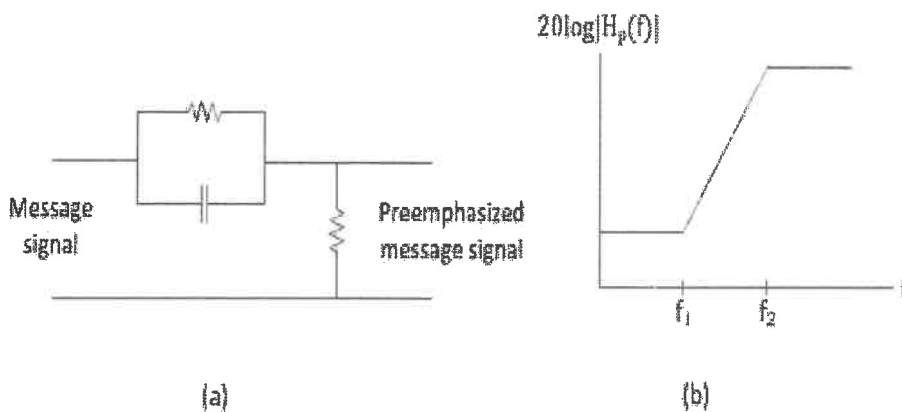 20log|Hp(f)|
Message
signal
Preemphasized
message signal
f1
f2
(a)
(b)